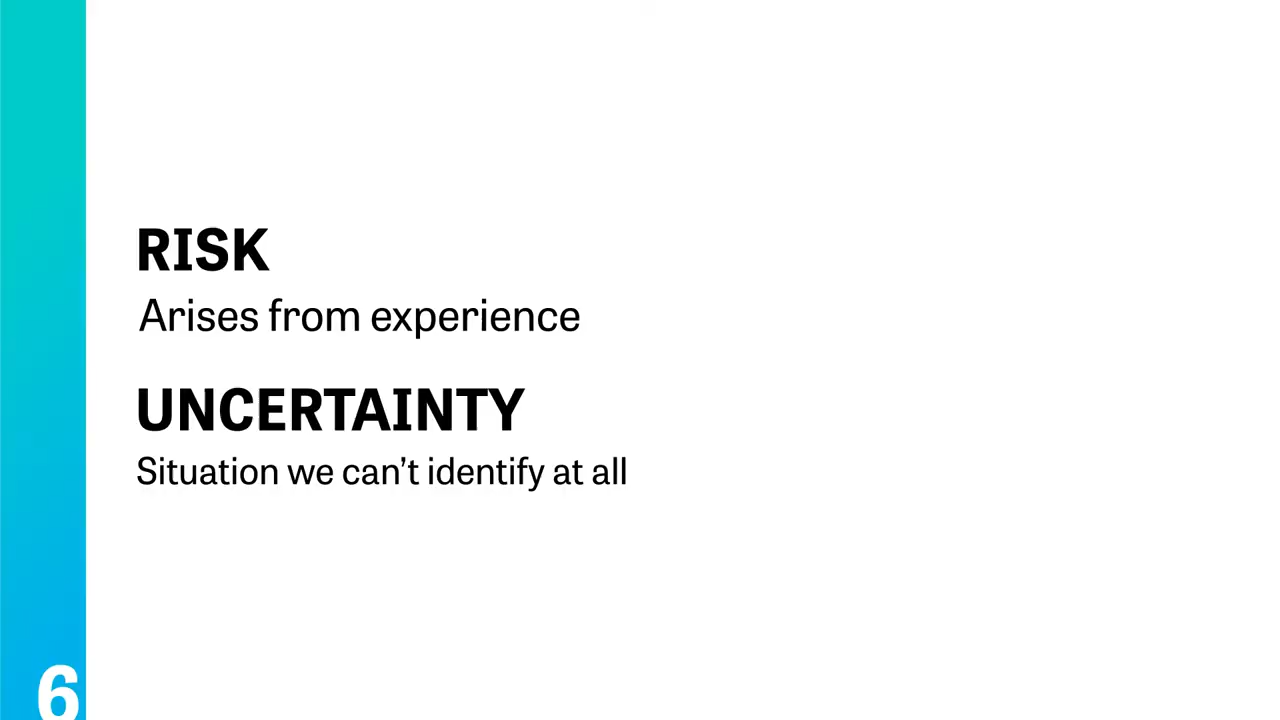 RISK
Arises from experience
UNCERTAINTY
Situation we can’t identify at all
6